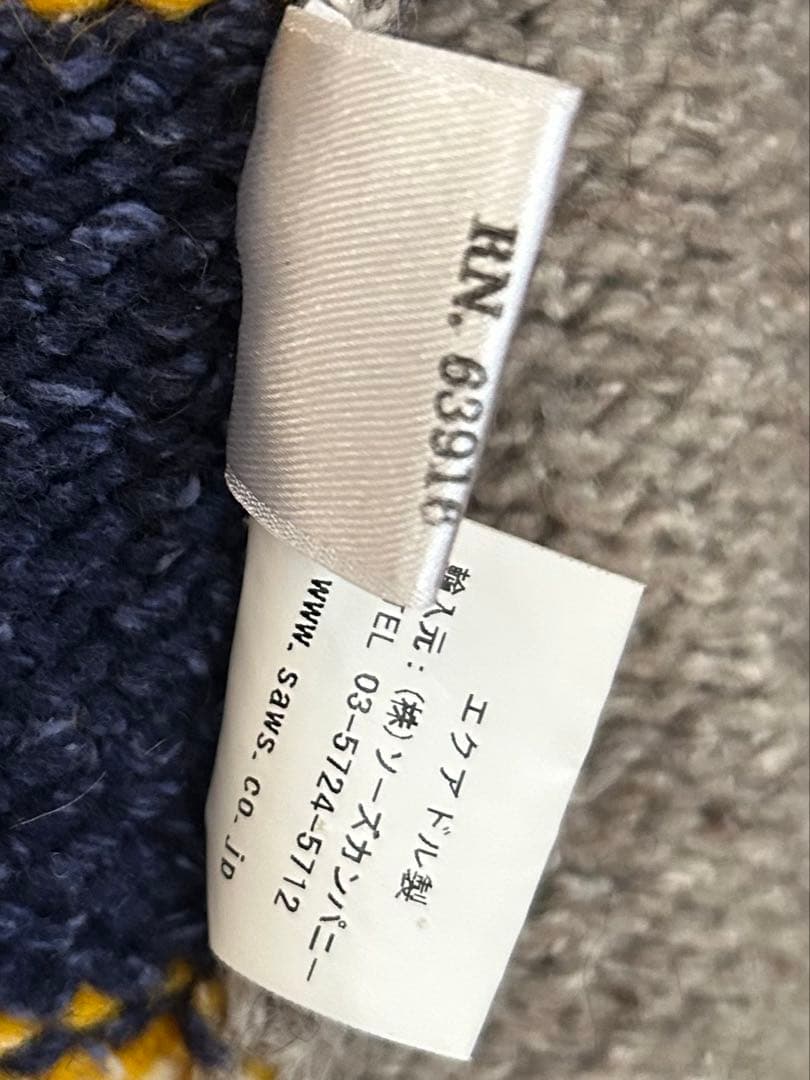 RN. 63918
エクアドル製
輸入元：(株)ソーズカンパニー
TEL 03-5724-5712
www.saws.co.jp